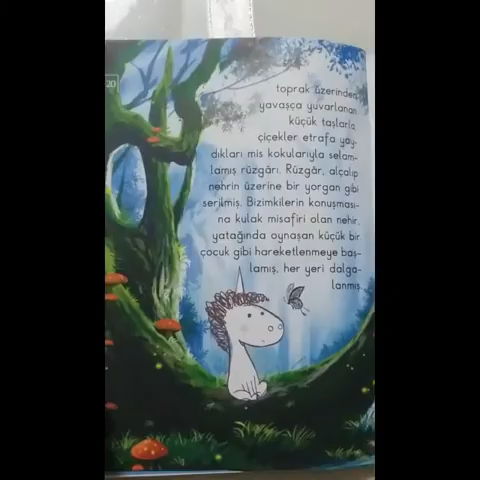 20
toprak üzerinden
yavaşça yuvarlanan
küçük taşlarla,
çiçekler etrafa yay-
dıkları mis kokularıyla selam-
lamış rüzgârı. Rüzgâr, alçalıp
nehrin üzerine bir yorgan gibi
serilmiş. Bizimkilerin konuşması-
na kulak misafiri olan nehir,
yatağında oynaşan küçük bir
çocuk gibi hareketlenmeye baş-
lamış, her yeri dalga-
lanmış.